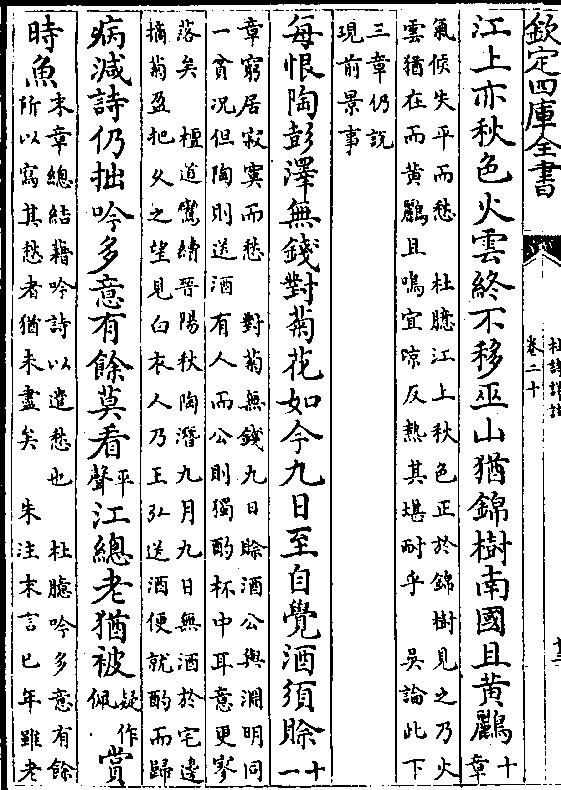 欽定四庫全書
杜詩詳註
卷二十
十二
江上亦秋色火雲終不移巫山猶錦樹南國且黃鸝十章
氣候失平而愁　杜臆江上秋色正於錦樹見之乃火
雲猶在而黃鸝且鳴宜凉反熱其堪耐乎　吳論此下
三章仍説
現前景事
每恨陶彭澤無錢對菊花如今九日至自覺酒須賒十一
章窮居寂寞而愁　對菊無錢九日賒酒公與淵明同
一貧况但陶則送酒有人而公則獨酌杯中耳意更寥
落矣　檀道鸞續晉陽秋陶潛九月九日無酒於宅邊
摘菊盈把久之望見白衣人乃王弘送酒便就酌而歸
病減詩仍拙吟多意有餘莫看平聲江總老猶被疑作佩賞
時魚末章總結藉吟詩以遣愁也　杜臆吟多意有餘
所以寫其愁者猶未盡矣　朱注末言已年雖老